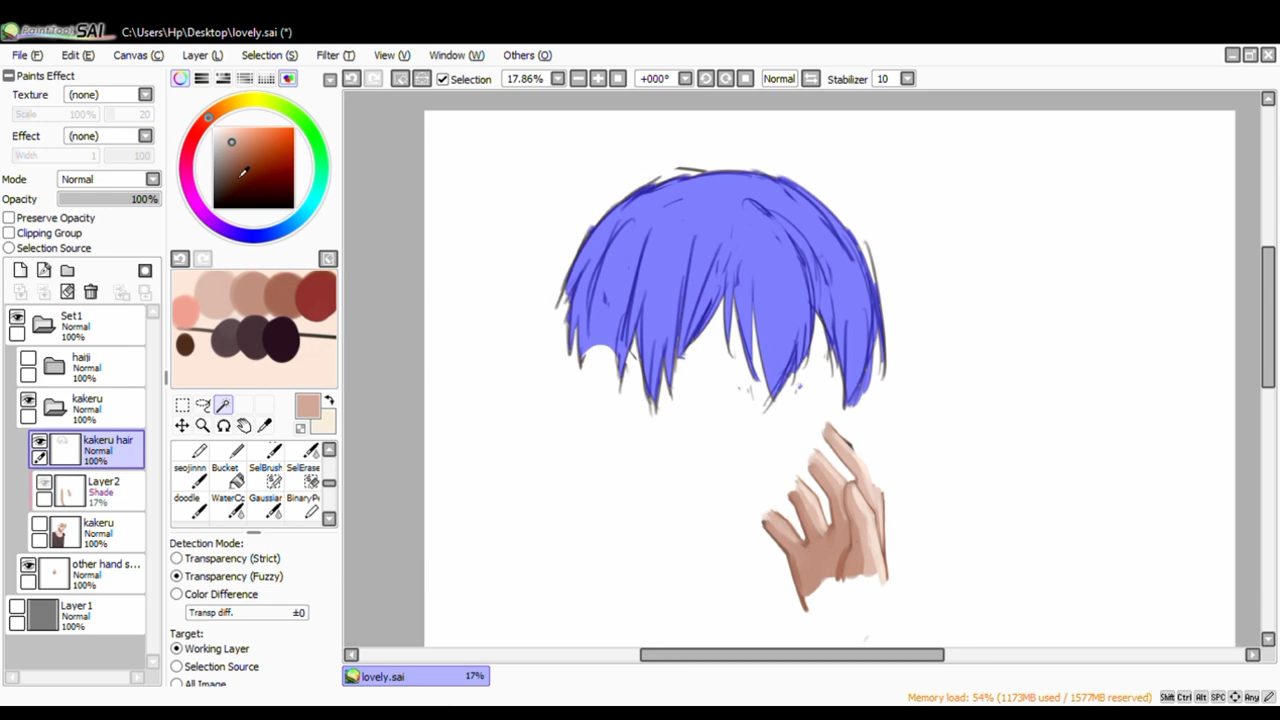 PaintTool SAI C:\Users\Hp\Desktop\lovely.sai (*)
File (F) Edit (E) Canvas (C) Layer (L) Selection (S) Filter (T) View (V) Window (W) Others (O)
Paints Effect
Selection 17.86% +000° Normal Stabilizer 10
Texture (none)
Scale 100% 20
Effect (none)
Width 1 100
Mode Normal
Opacity 100%
Preserve Opacity
Clipping Group
Selection Source
Set1
Normal
100%
haiji
Normal
100%
kakeru
Normal
100%
kakeru hair
Normal
100%
Layer2
Shade
17%
kakeru
Normal
100%
other hand s...
Normal
100%
Layer1
Normal
100%
seojinnn Bucket SelBrush SelErase
doodle WaterCo Gaussian BinaryPe
Detection Mode:
Transparency (Strict)
Transparency (Fuzzy)
Color Difference
Transp diff. ±0
Target:
Working Layer
Selection Source
All Image
lovely.sai 17%
Memory load: 54% (1173MB used / 1577MB reserved) Shift Ctrl Alt SPC Any